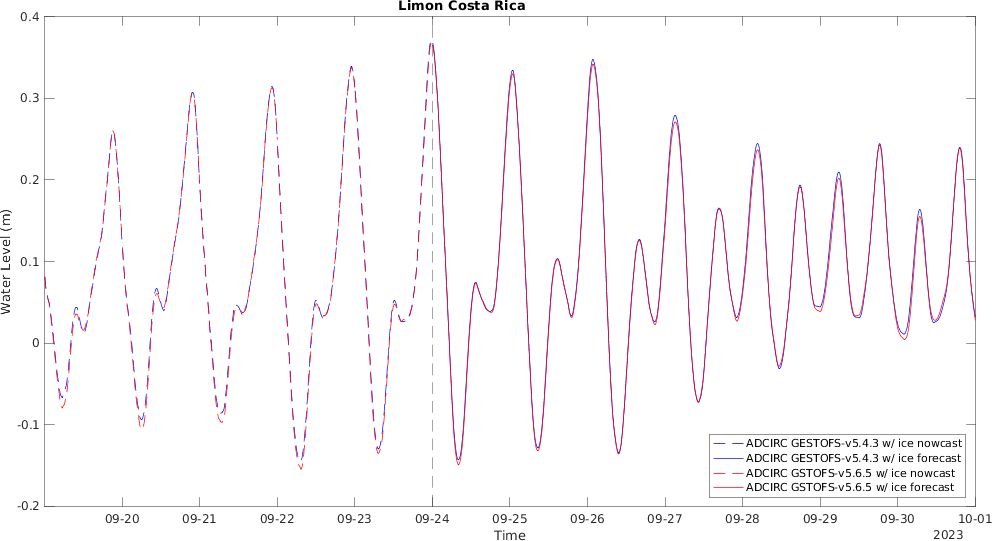 Limon Costa Rica
0.4
0.3
0.2
0.1
0
-0.1
-0.2
Water Level (m)
ADCIRC GESTOFS-v5.4.3 w/ ice nowcast
ADCIRC GESTOFS-v5.4.3 w/ ice forecast
ADCIRC GSTOFS-v5.6.5 w/ ice nowcast
ADCIRC GSTOFS-v5.6.5 w/ ice forecast
09-20 09-21 09-22 09-23 09-24 09-25 09-26 09-27 09-28 09-29 09-30 10-01
Time
2023